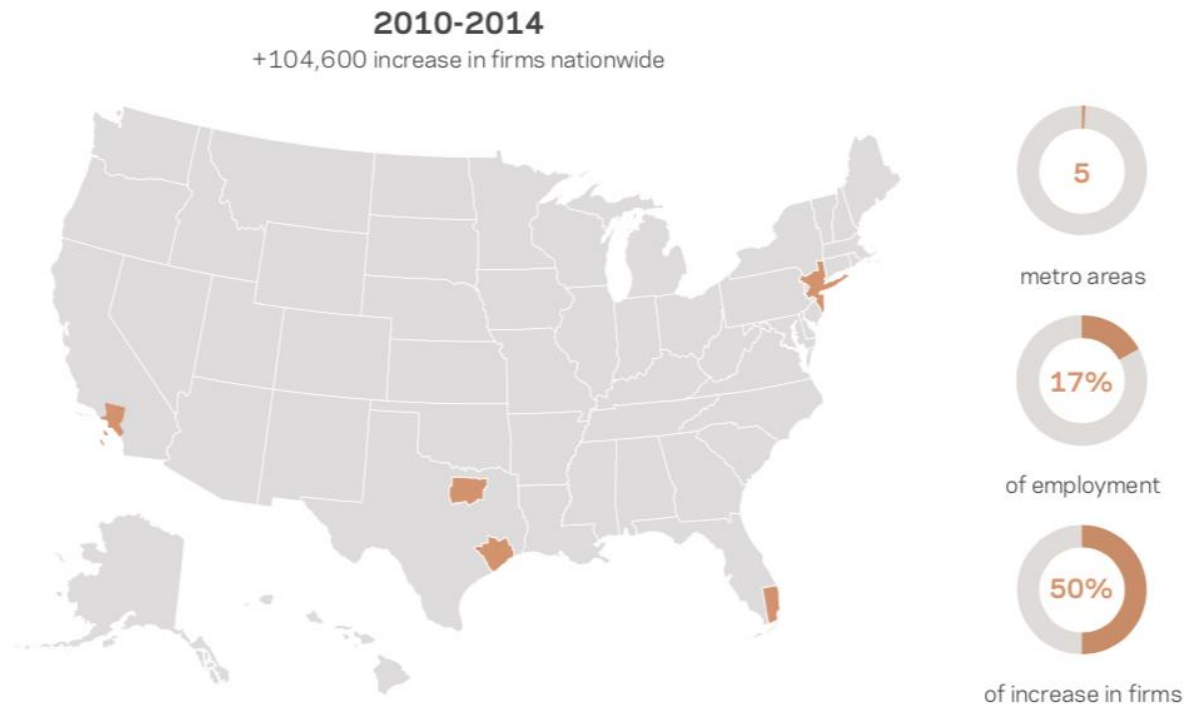 2010-2014
+104,600 increase in firms nationwide
5
metro areas
17%
of employment
50%
of increase in firms